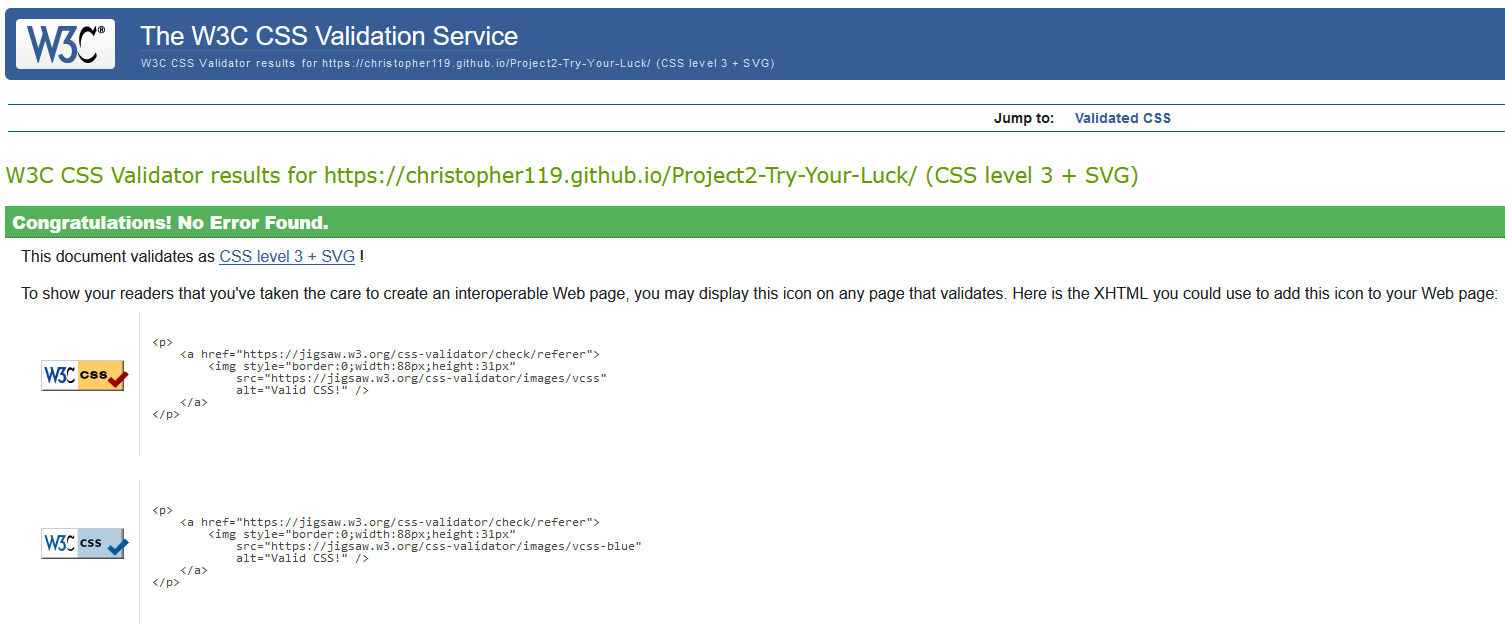 W3C®
The W3C CSS Validation Service
W3C CSS Validator results for https://christopher119.github.io/Project2-Try-Your-Luck/ (CSS level 3 + SVG)
Jump to: Validated CSS
W3C CSS Validator results for https://christopher119.github.io/Project2-Try-Your-Luck/ (CSS level 3 + SVG)
Congratulations! No Error Found.
This document validates as CSS level 3 + SVG !
To show your readers that you've taken the care to create an interoperable Web page, you may display this icon on any page that validates. Here is the XHTML you could use to add this icon to your Web page:
W3C css
<p>
<a href="https://jigsaw.w3.org/css-validator/check/referer">
<img style="border:0;width:88px;height:31px"
src="https://jigsaw.w3.org/css-validator/images/vcss"
alt="Valid CSS!" />
</a>
</p>
W3C css
<p>
<a href="https://jigsaw.w3.org/css-validator/check/referer">
<img style="border:0;width:88px;height:31px"
src="https://jigsaw.w3.org/css-validator/images/vcss-blue"
alt="Valid CSS!" />
</a>
</p>